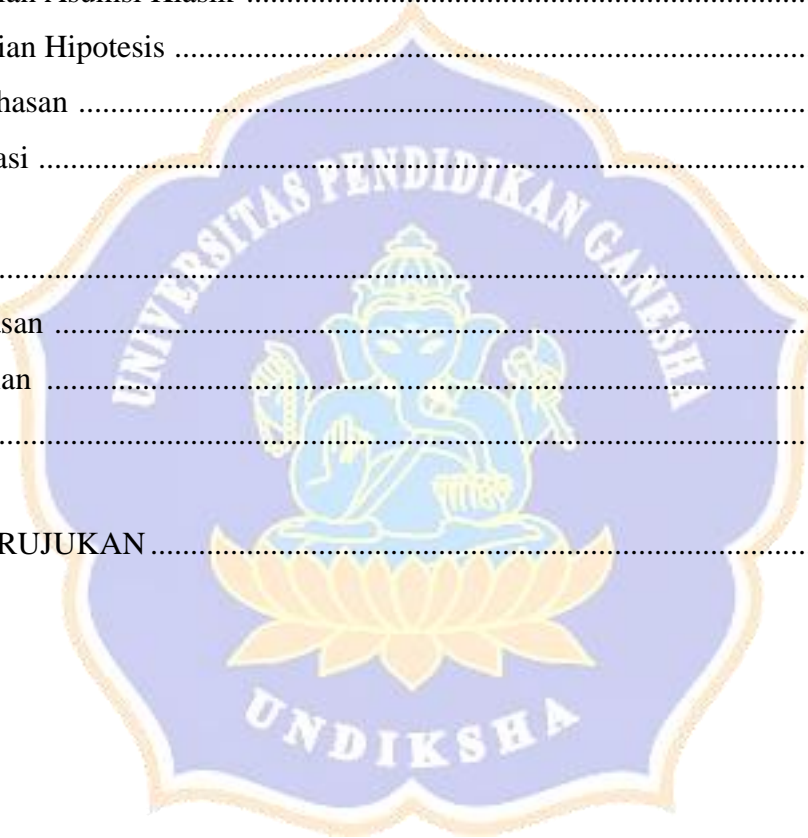 an Asumsi Klasik ........................................................................
ian Hipotesis ................................................................................
hasan ............................................................................................
asi .................................................................................................
UNIVERSITAS PENDIDIKAN GANESHA
......................................................................................................
san ................................................................................................
an .................................................................................................
......................................................................................................
RUJUKAN ....................................................................................
UNDIKSHA